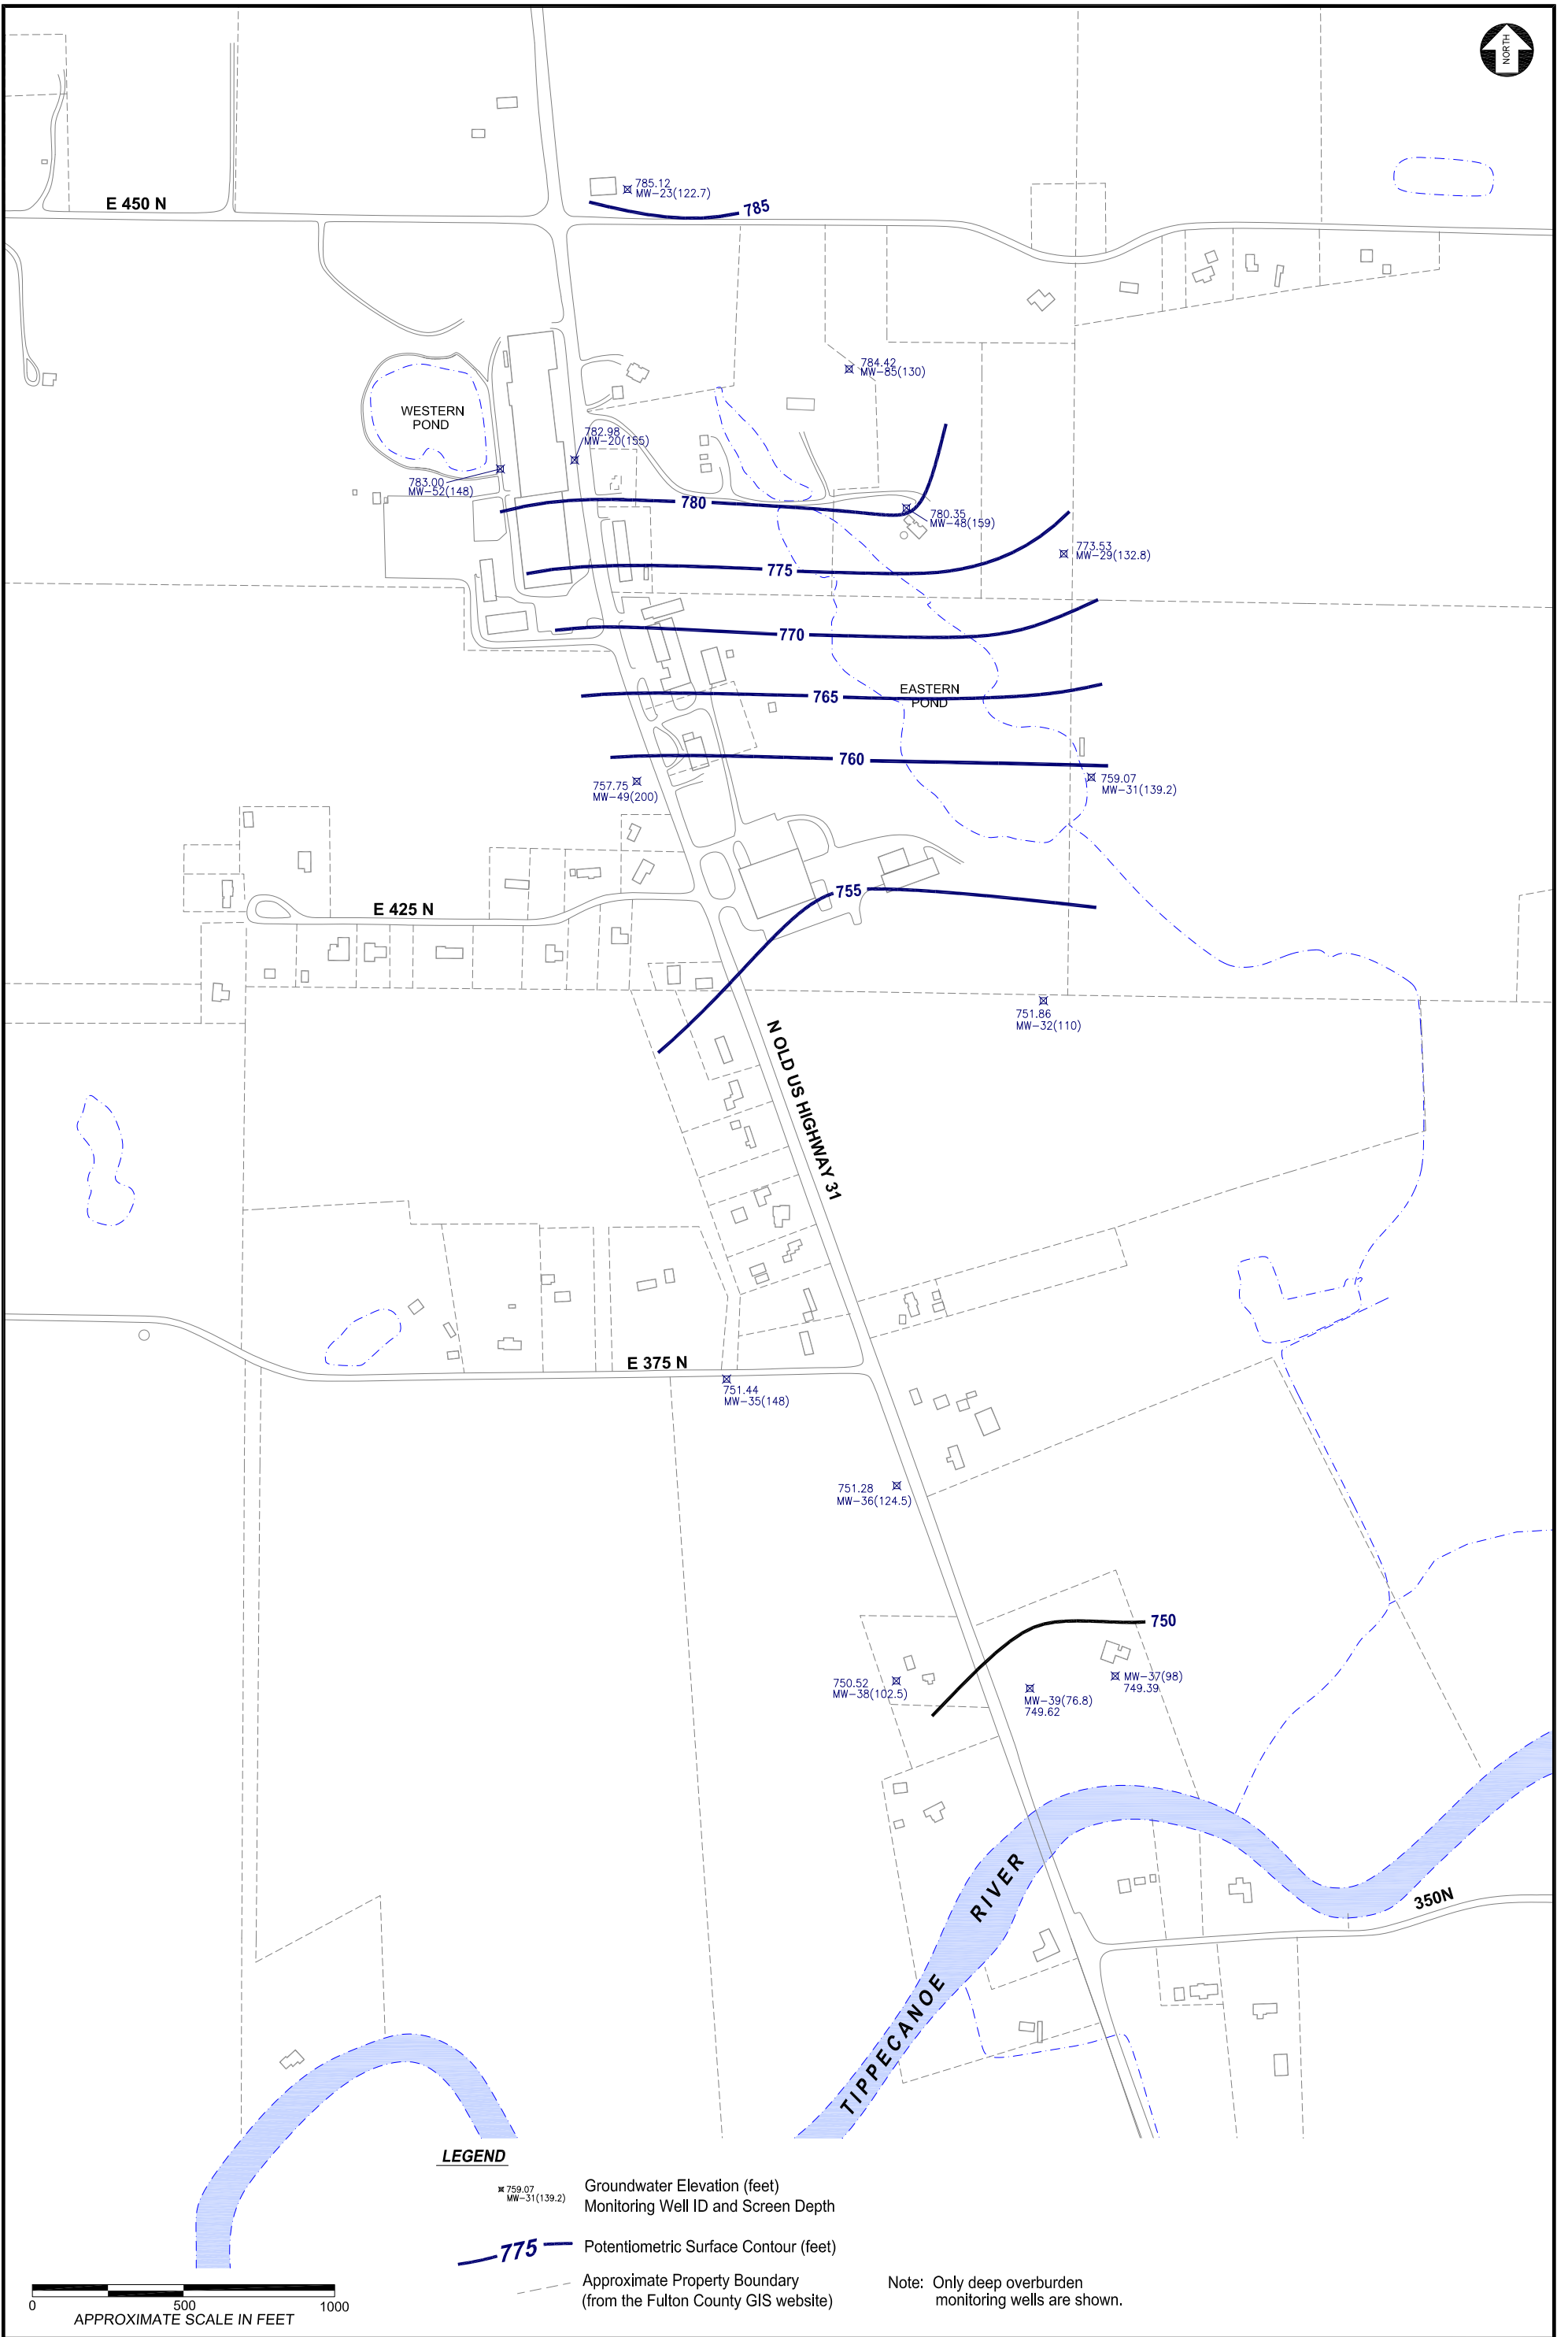 NORTH
785.12
MW-23(122.7)
E 450 N
785
784.42
MW-85(130)
WESTERN
POND
782.98
MW-20(155)
783.00
MW-52(148)
780
780.35
MW-48(159)
773.53
MW-29(132.8)
775
770
EASTERN
POND
765
760
757.75
MW-49(200)
759.07
MW-31(139.2)
755
E 425 N
751.86
MW-32(110)
N OLD US HIGHWAY 31
E 375 N
751.44
MW-35(148)
751.28
MW-36(124.5)
750
750.52
MW-38(102.5)
MW-37(98)
749.39
MW-39(76.8)
749.62
TIPPECANOE RIVER
350N
LEGEND
759.07
MW-31(139.2)
Groundwater Elevation (feet)
Monitoring Well ID and Screen Depth
775
Potentiometric Surface Contour (feet)
Approximate Property Boundary
(from the Fulton County GIS website)
Note: Only deep overburden
monitoring wells are shown.
0 500 1000
APPROXIMATE SCALE IN FEET